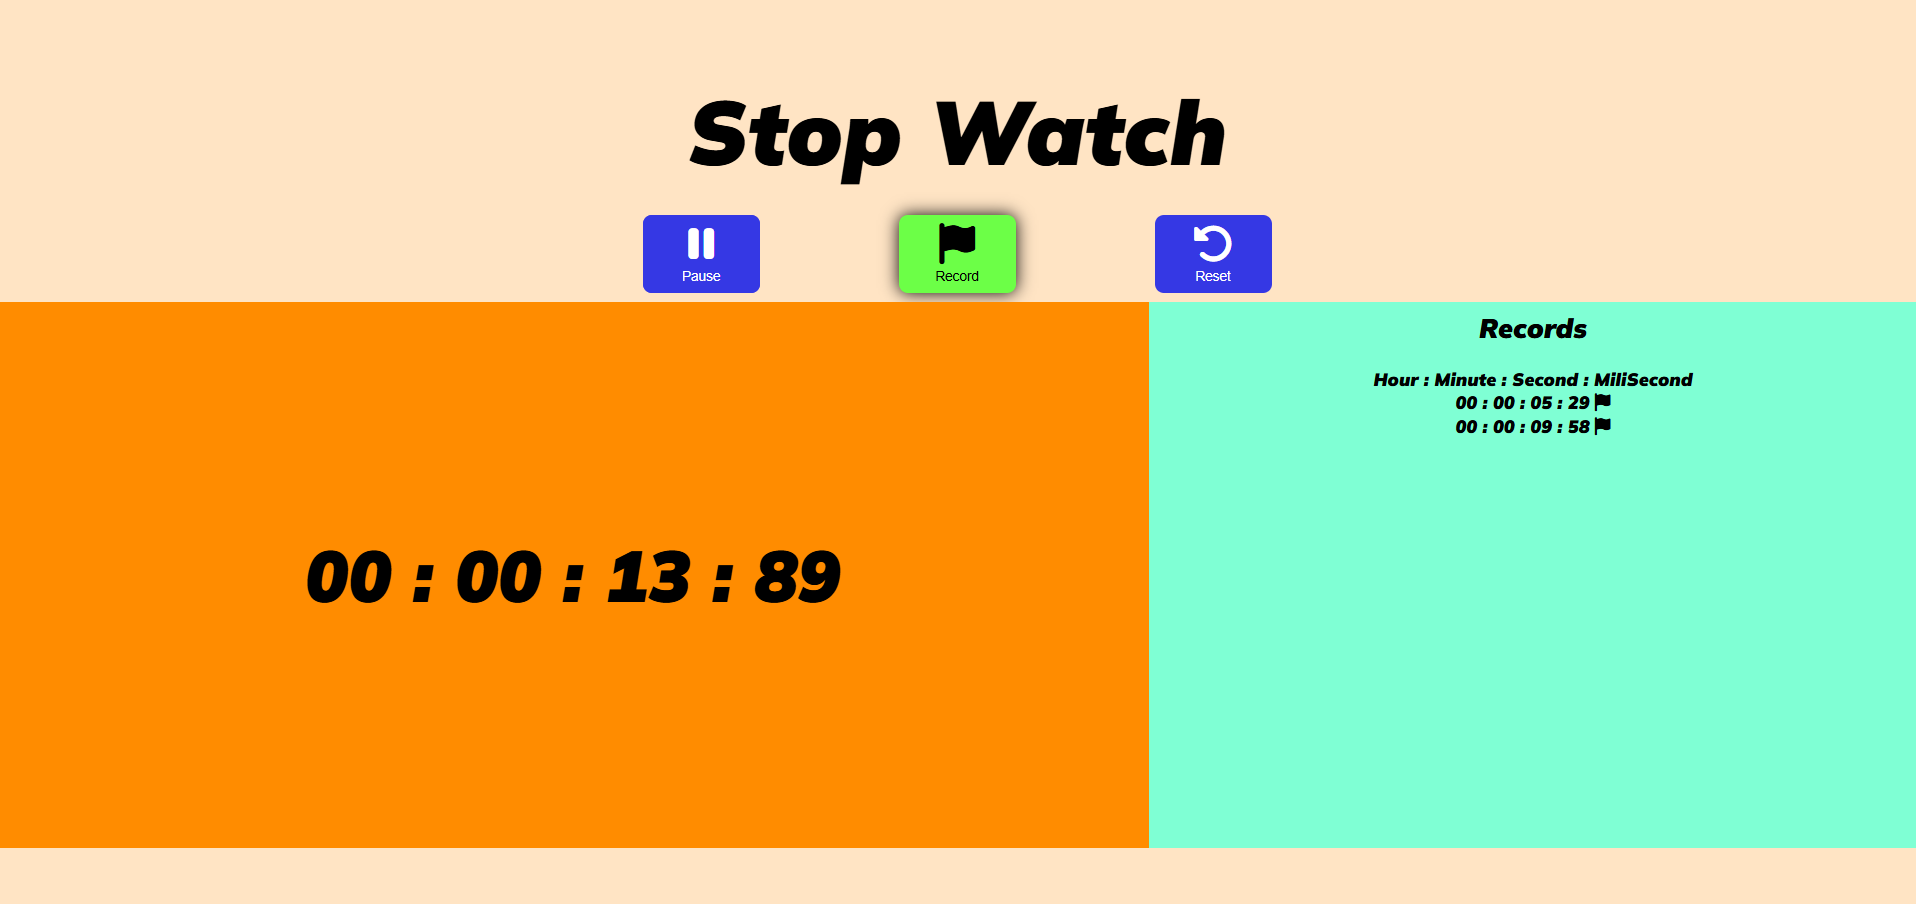 Stop Watch
Pause
Record
Reset
00 : 00 : 13 : 89
Records
Hour : Minute : Second : MiliSecond
00 : 00 : 05 : 29
00 : 00 : 09 : 58